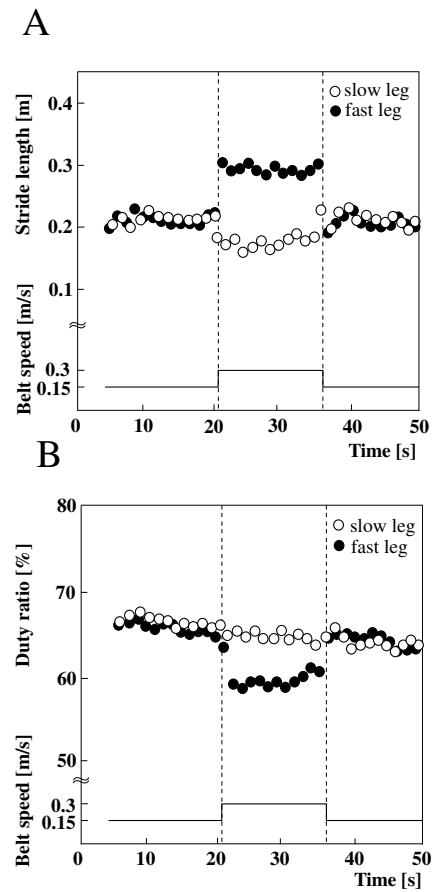 A
Stride length [m]
Belt speed [m/s]
0.4
0.3
0.2
0.1
0.3
0.15
slow leg
fast leg
0 10 20 30 40 50
Time [s]
B
Duty ratio [%]
Belt speed [m/s]
80
70
60
50
0.3
0.15
slow leg
fast leg
0 10 20 30 40 50
Time [s]